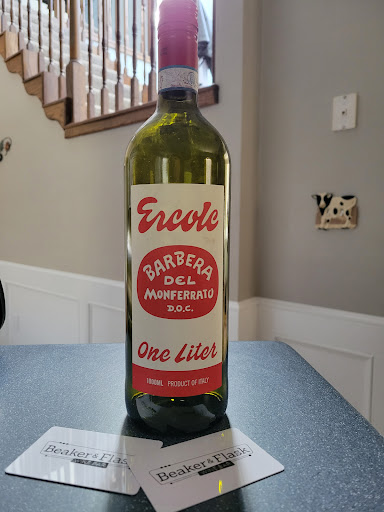 Ercole
BARBERA
DEL
MONFERRATO
D.O.C.
One Liter
1000ML PRODUCT OF ITALY
Beaker & Flask
Beaker & Flask